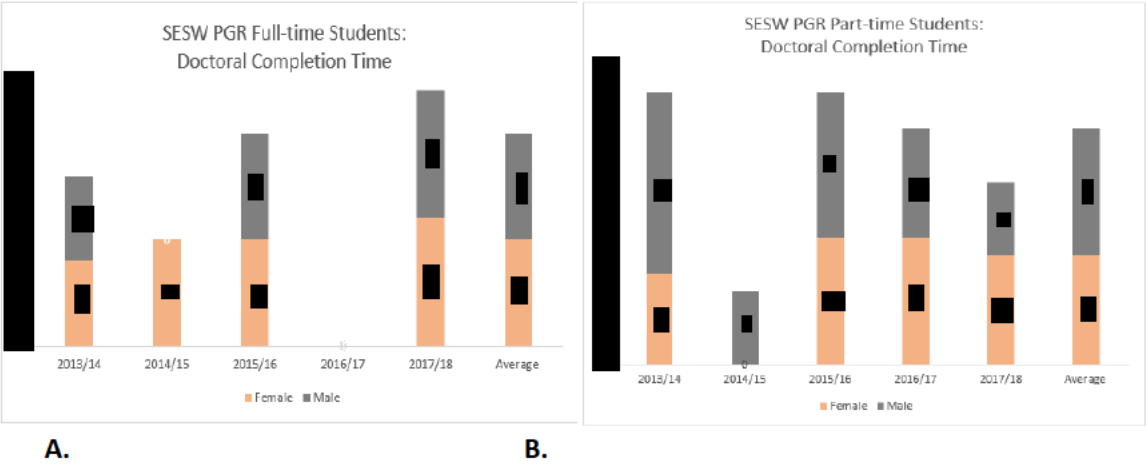 SESW PGR Full-time Students:
Doctoral Completion Time
0
0
2013/14 2014/15 2015/16 2016/17 2017/18 Average
Female Male
A.
SESW PGR Part-time Students:
Doctoral Completion Time
0
2013/14 2014/15 2015/16 2016/17 2017/18 Average
Female Male
B.